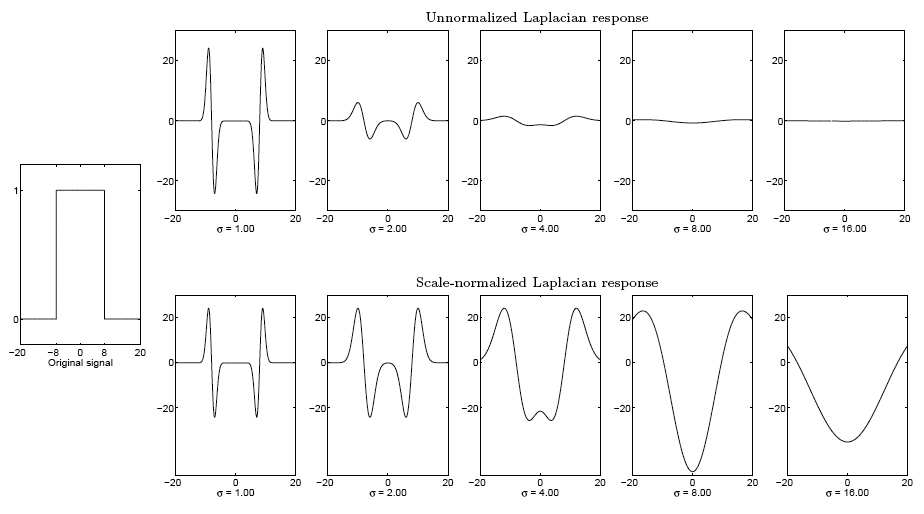 Unnormalized Laplacian response
20 20 20 20 20
0 0 0 0 0
−20 −20 −20 −20 −20
−20 0 20 −20 0 20 −20 0 20 −20 0 20 −20 0 20
σ = 1.00 σ = 2.00 σ = 4.00 σ = 8.00 σ = 16.00
1
0
−20 −8 0 8 20
Original signal
Scale-normalized Laplacian response
20 20 20 20 20
0 0 0 0 0
−20 −20 −20 −20 −20
−20 0 20 −20 0 20 −20 0 20 −20 0 20 −20 0 20
σ = 1.00 σ = 2.00 σ = 4.00 σ = 8.00 σ = 16.00